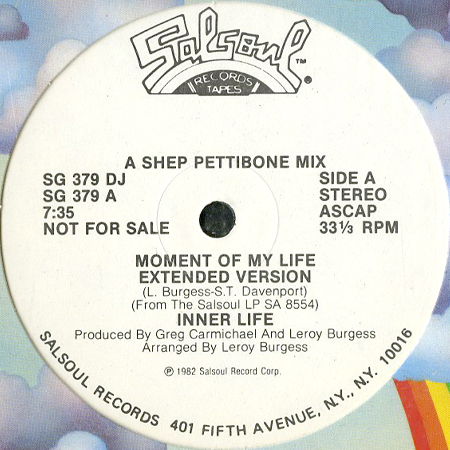 Salsoul ™
RECORDS ®
TAPES
A SHEP PETTIBONE MIX
SG 379 DJ SIDE A
SG 379 A STEREO
7:35 ASCAP
NOT FOR SALE 33⅓ RPM
MOMENT OF MY LIFE
EXTENDED VERSION
(L. Burgess-S.T. Davenport)
(From The Salsoul LP SA 8554)
INNER LIFE
Produced By Greg Carmichael And Leroy Burgess
Arranged By Leroy Burgess
℗ 1982 Salsoul Record Corp.
SALSOUL RECORDS 401 FIFTH AVENUE, N.Y., N.Y. 10016